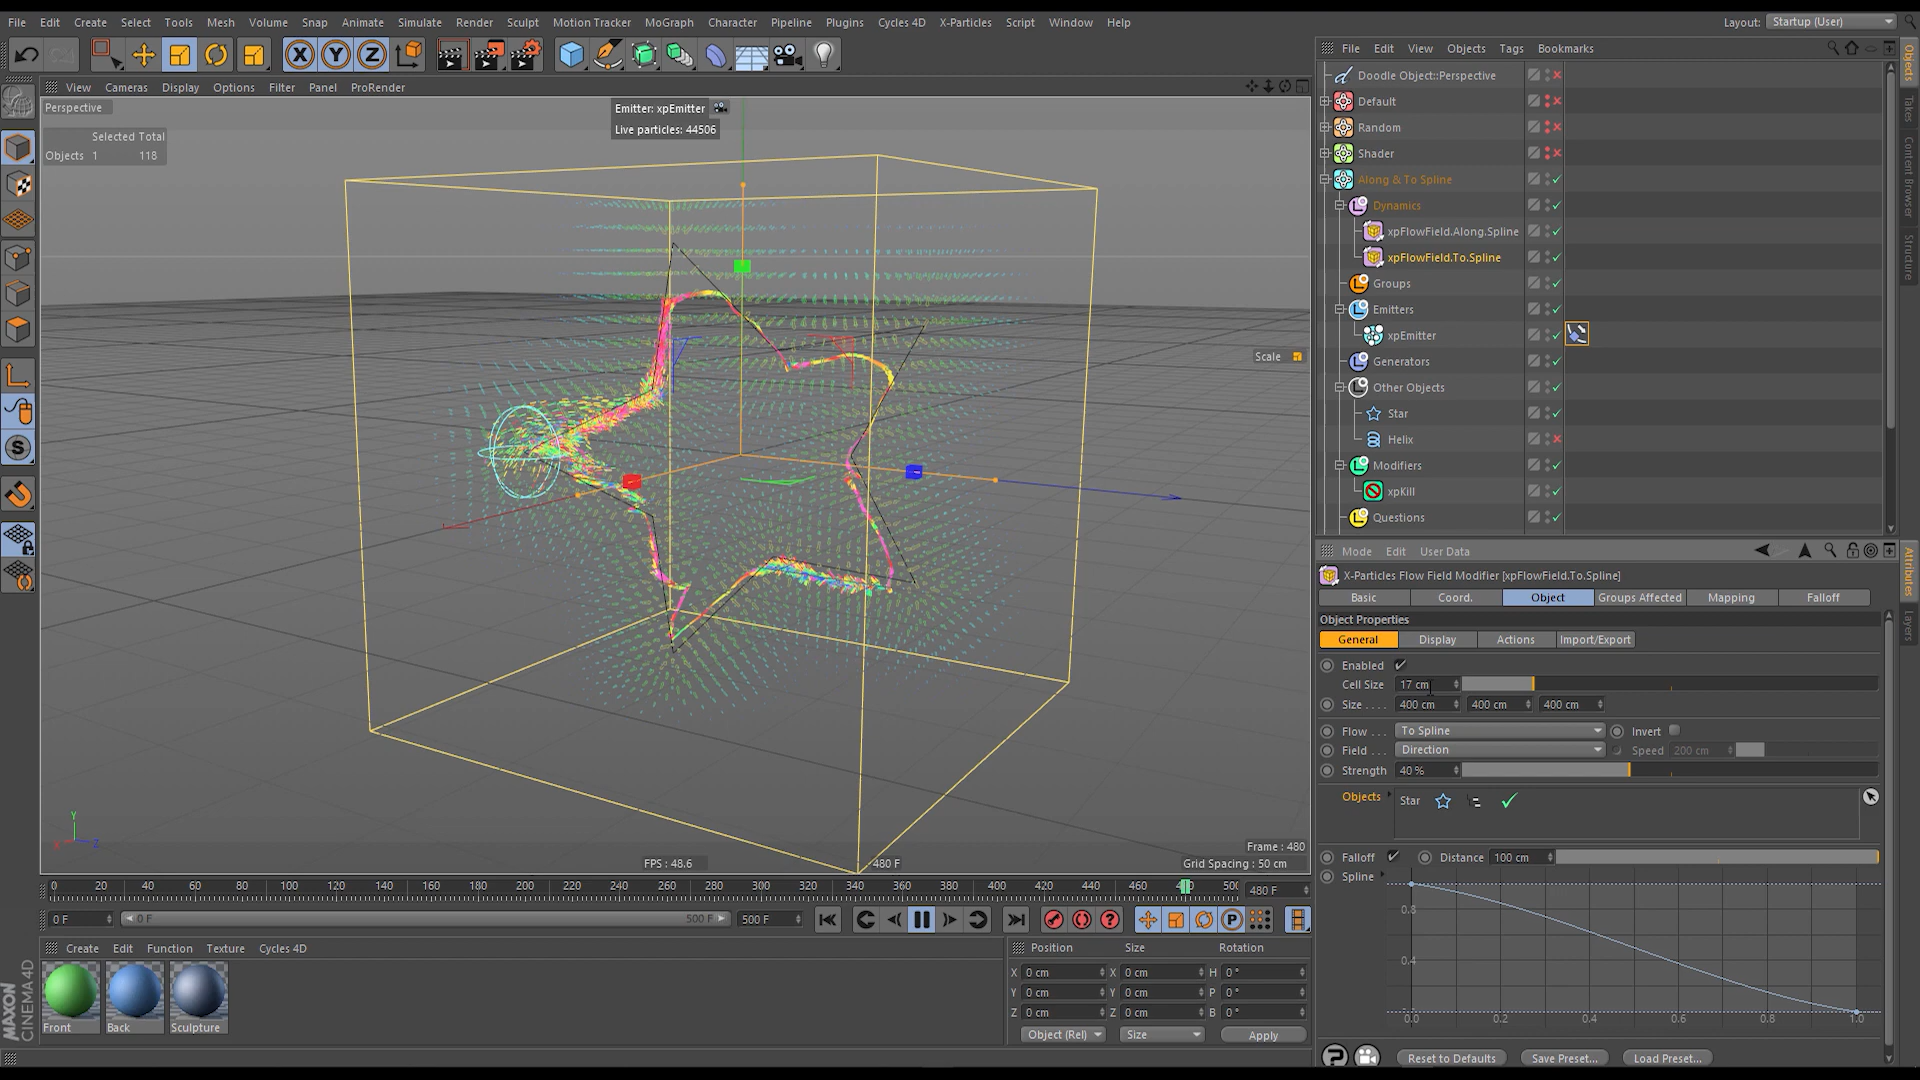 File Edit Create Select Tools Mesh Volume Snap Animate Simulate Render Sculpt Motion Tracker MoGraph Character Pipeline Plugins Cycles 4D X-Particles Script Window Help
Layout: Startup (User)
File Edit View Objects Tags Bookmarks
View Cameras Display Options Filter Panel ProRender
Perspective
Emitter: xpEmitter
Live particles: 44506
Selected Total
Objects 1 118
Scale
Doodle Object::Perspective
Default
Random
Shader
Along & To Spline
Dynamics
xpFlowField.Along.Spline
xpFlowField.To.Spline
Groups
Emitters
xpEmitter
Generators
Other Objects
Star
Helix
Modifiers
xpKill
Questions
Objects
Takes
Content Browser
Structure
Attributes
Layers
Mode Edit User Data
X-Particles Flow Field Modifier [xpFlowField.To.Spline]
Basic Coord. Object Groups Affected Mapping Falloff
Object Properties
General Display Actions Import/Export
Enabled
Cell Size 17 cm
Size . . . . 400 cm 400 cm 400 cm
Flow . . . To Spline Invert
Field . . . Direction Speed 200 cm
Strength 40 %
Objects Star
Falloff Distance 100 cm
Spline
0.8
0.4
0.0 0.2 0.4 0.6 0.8 1.0
Reset to Defaults Save Preset... Load Preset...
Y
X
Z
FPS : 48.6
480 F
Frame : 480
Grid Spacing : 50 cm
0 20 40 60 80 100 120 140 160 180 200 220 240 260 280 300 320 340 360 380 400 420 440 460 500 480 F
0 F 0 F 500 F 500 F
Create Edit Function Texture Cycles 4D
Front Back Sculpture
MAXON
CINEMA 4D
Position Size Rotation
X 0 cm X 0 cm H 0 °
Y 0 cm Y 0 cm P 0 °
Z 0 cm Z 0 cm B 0 °
Object (Rel) Size Apply